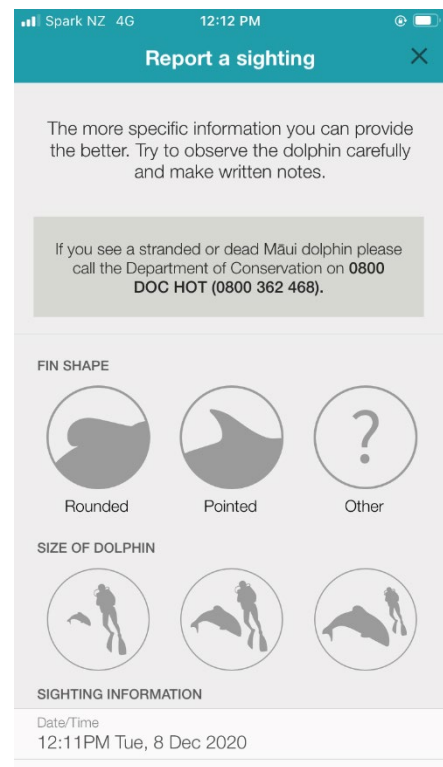 Spark NZ 4G 12:12 PM
Report a sighting
The more specific information you can provide
the better. Try to observe the dolphin carefully
and make written notes.
If you see a stranded or dead Māui dolphin please
call the Department of Conservation on 0800
DOC HOT (0800 362 468).
FIN SHAPE
?
Rounded Pointed Other
SIZE OF DOLPHIN
SIGHTING INFORMATION
Date/Time
12:11PM Tue, 8 Dec 2020